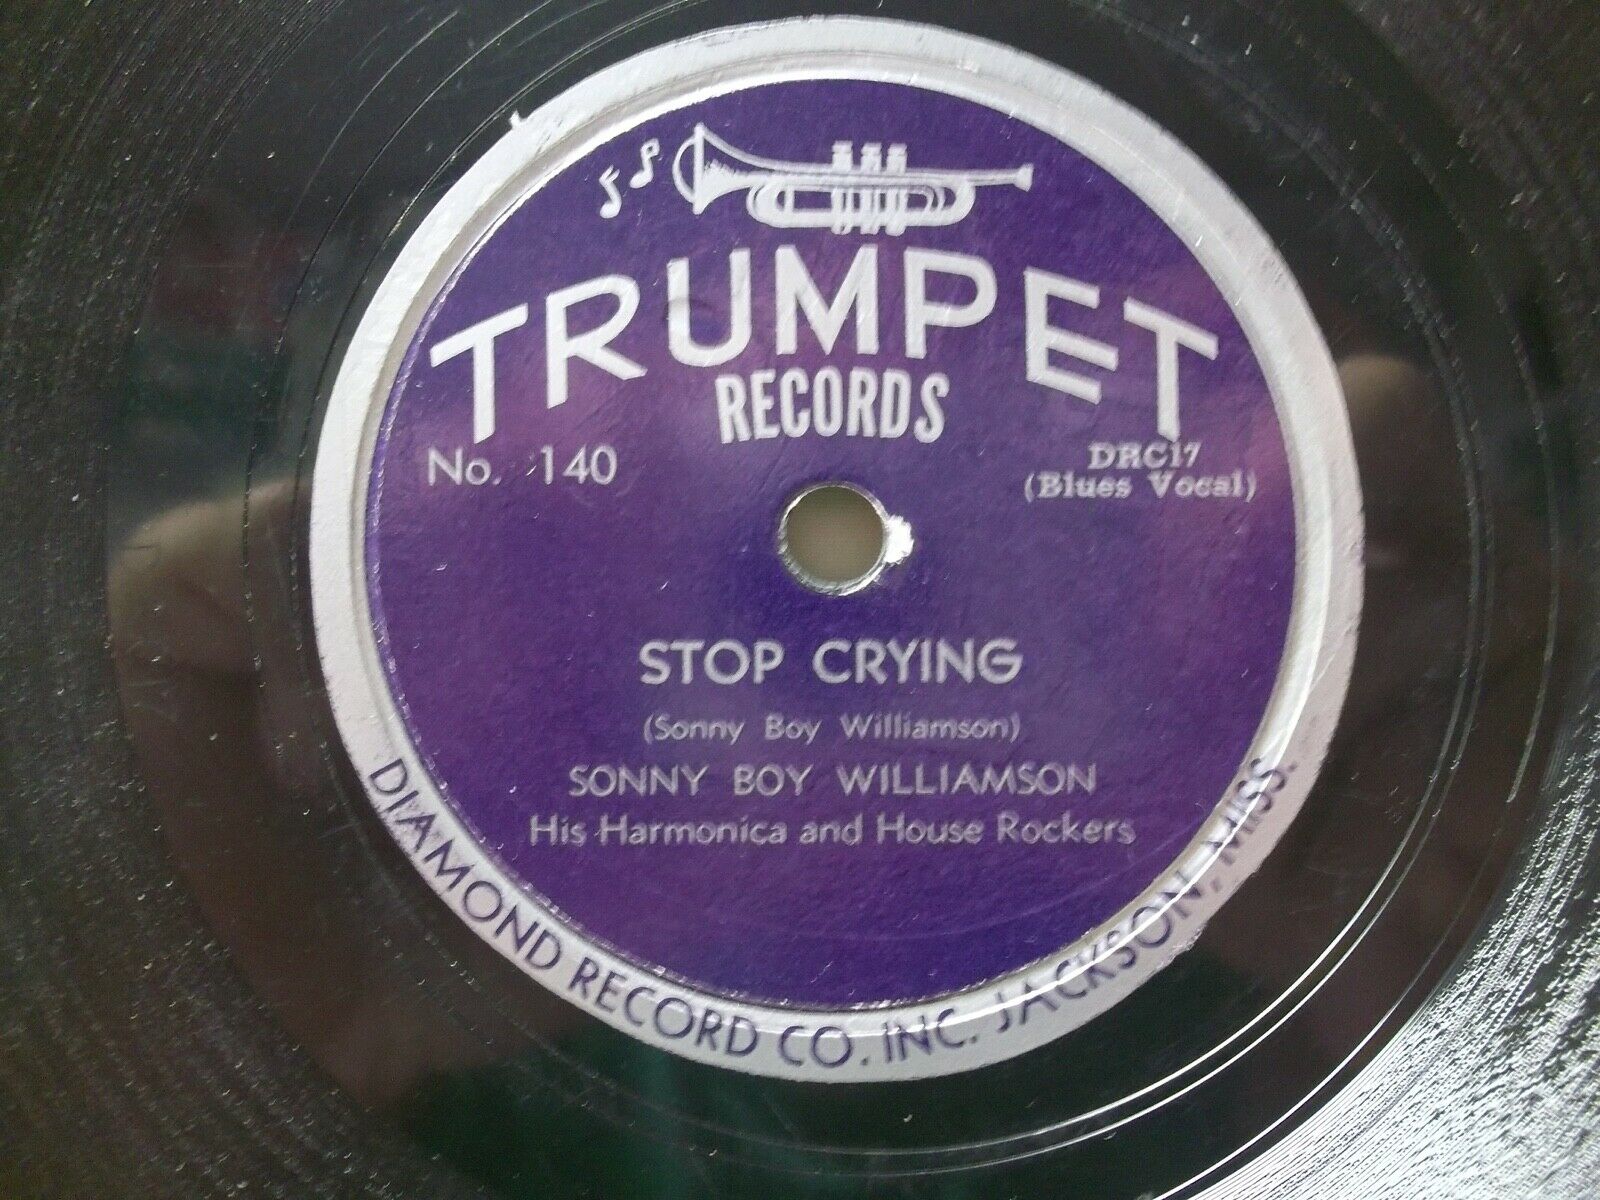 TRUMPET
RECORDS
No. 140
DRC17
(Blues Vocal)
STOP CRYING
(Sonny Boy Williamson)
SONNY BOY WILLIAMSON
His Harmonica and House Rockers
DIAMOND RECORD CO. INC. JACKSON, MISS.